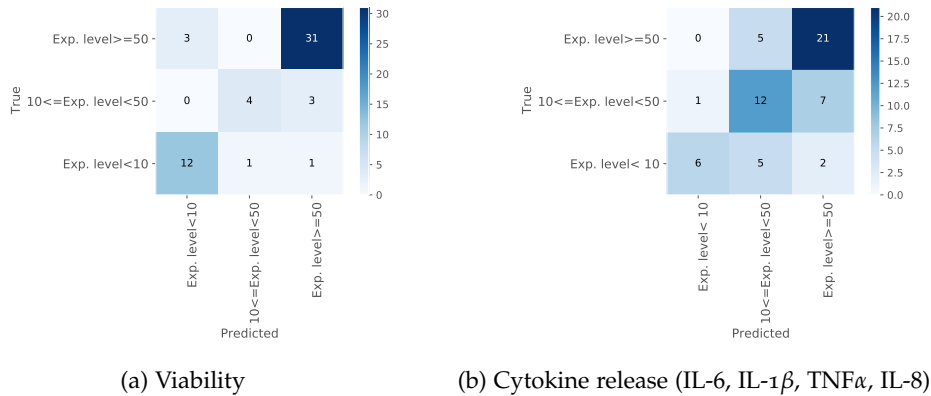 Exp. level>=50
10<=Exp. level<50
Exp. level<10
True
3 0 31
0 4 3
12 1 1
30
25
20
15
10
5
0
Exp. level<10
10<=Exp. level<50
Exp. level>=50
Predicted
(a) Viability
Exp. level>=50
10<=Exp. level<50
Exp. level< 10
True
0 5 21
1 12 7
6 5 2
20.0
17.5
15.0
12.5
10.0
7.5
5.0
2.5
0.0
Exp. level< 10
10<=Exp. level<50
Exp. level>=50
Predicted
(b) Cytokine release (IL-6, IL-1β, TNFα, IL-8)